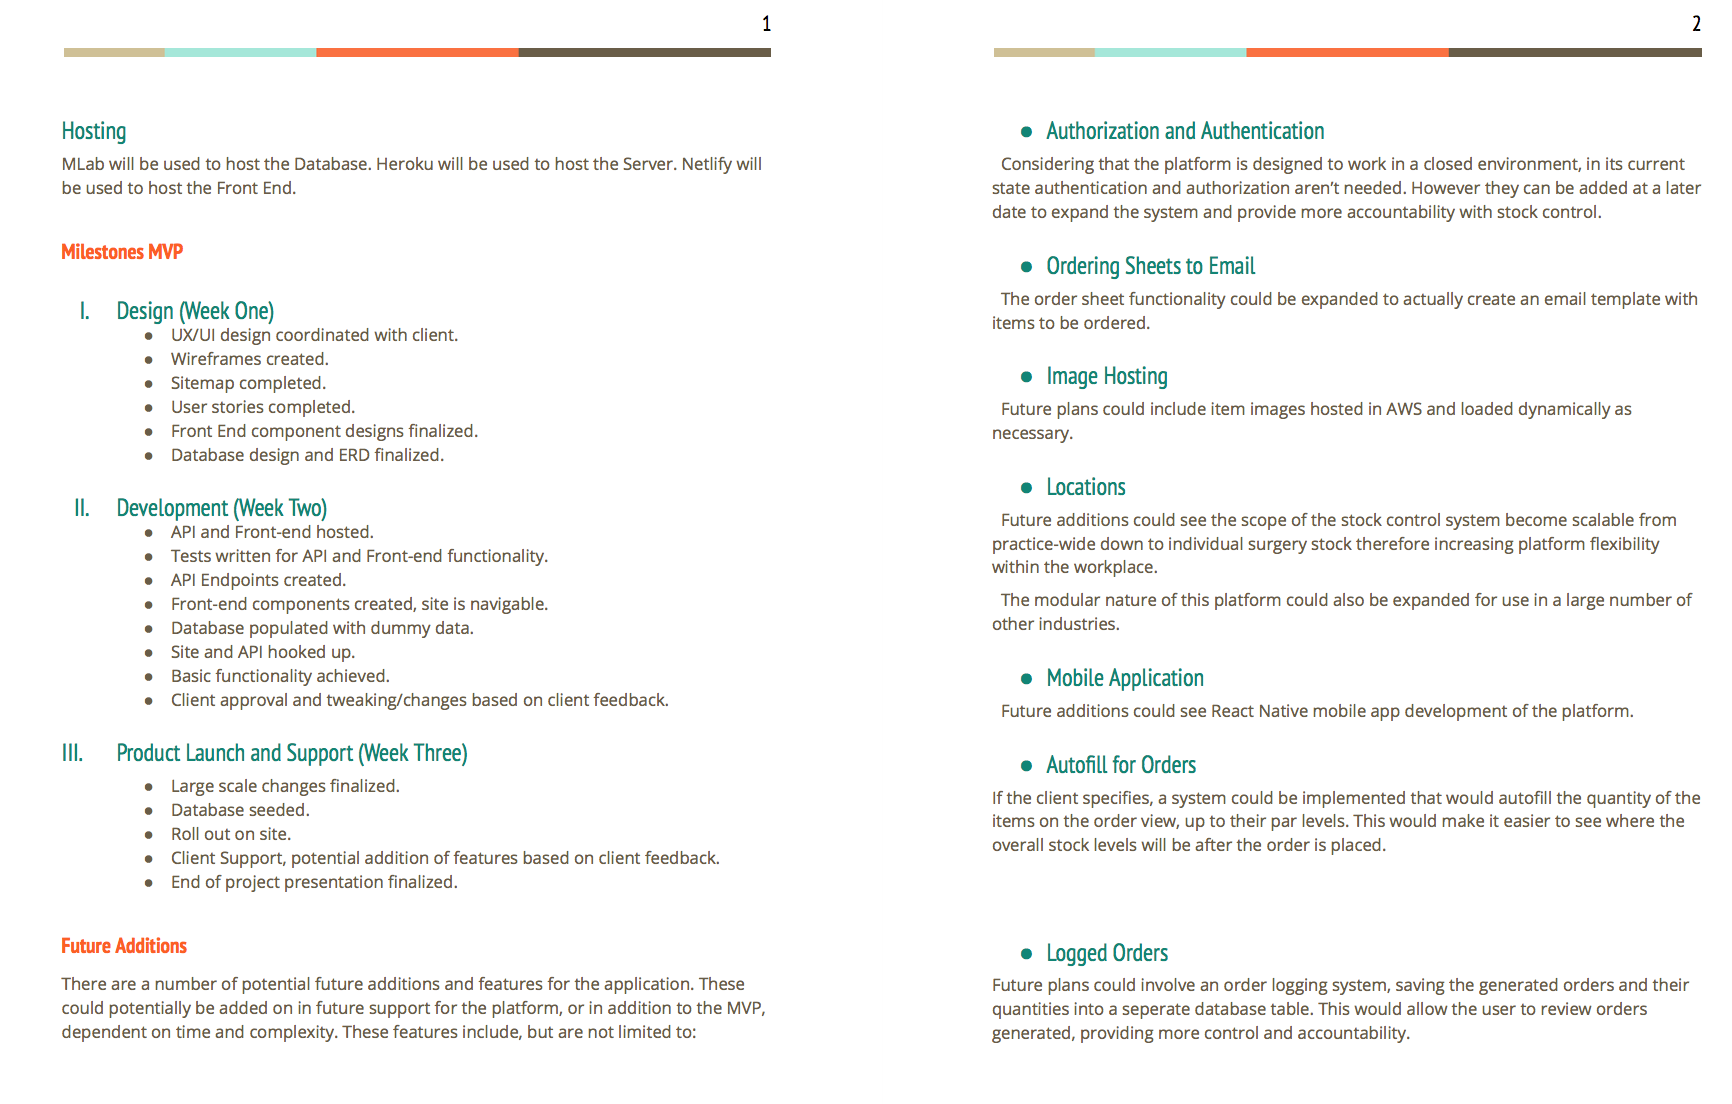 1
Hosting
MLab will be used to host the Database. Heroku will be used to host the Server. Netlify will
be used to host the Front End.
Milestones MVP
I. Design (Week One)
● UX/UI design coordinated with client.
● Wireframes created.
● Sitemap completed.
● User stories completed.
● Front End component designs finalized.
● Database design and ERD finalized.
II. Development (Week Two)
● API and Front-end hosted.
● Tests written for API and Front-end functionality.
● API Endpoints created.
● Front-end components created, site is navigable.
● Database populated with dummy data.
● Site and API hooked up.
● Basic functionality achieved.
● Client approval and tweaking/changes based on client feedback.
III. Product Launch and Support (Week Three)
● Large scale changes finalized.
● Database seeded.
● Roll out on site.
● Client Support, potential addition of features based on client feedback.
● End of project presentation finalized.
Future Additions
There are a number of potential future additions and features for the application. These
could potentially be added on in future support for the platform, or in addition to the MVP,
dependent on time and complexity. These features include, but are not limited to:
2
● Authorization and Authentication
Considering that the platform is designed to work in a closed environment, in its current
state authentication and authorization aren’t needed. However they can be added at a later
date to expand the system and provide more accountability with stock control.
● Ordering Sheets to Email
The order sheet functionality could be expanded to actually create an email template with
items to be ordered.
● Image Hosting
Future plans could include item images hosted in AWS and loaded dynamically as
necessary.
● Locations
Future additions could see the scope of the stock control system become scalable from
practice-wide down to individual surgery stock therefore increasing platform flexibility
within the workplace.
The modular nature of this platform could also be expanded for use in a large number of
other industries.
● Mobile Application
Future additions could see React Native mobile app development of the platform.
● Autofill for Orders
If the client specifies, a system could be implemented that would autofill the quantity of the
items on the order view, up to their par levels. This would make it easier to see where the
overall stock levels will be after the order is placed.
● Logged Orders
Future plans could involve an order logging system, saving the generated orders and their
quantities into a seperate database table. This would allow the user to review orders
generated, providing more control and accountability.